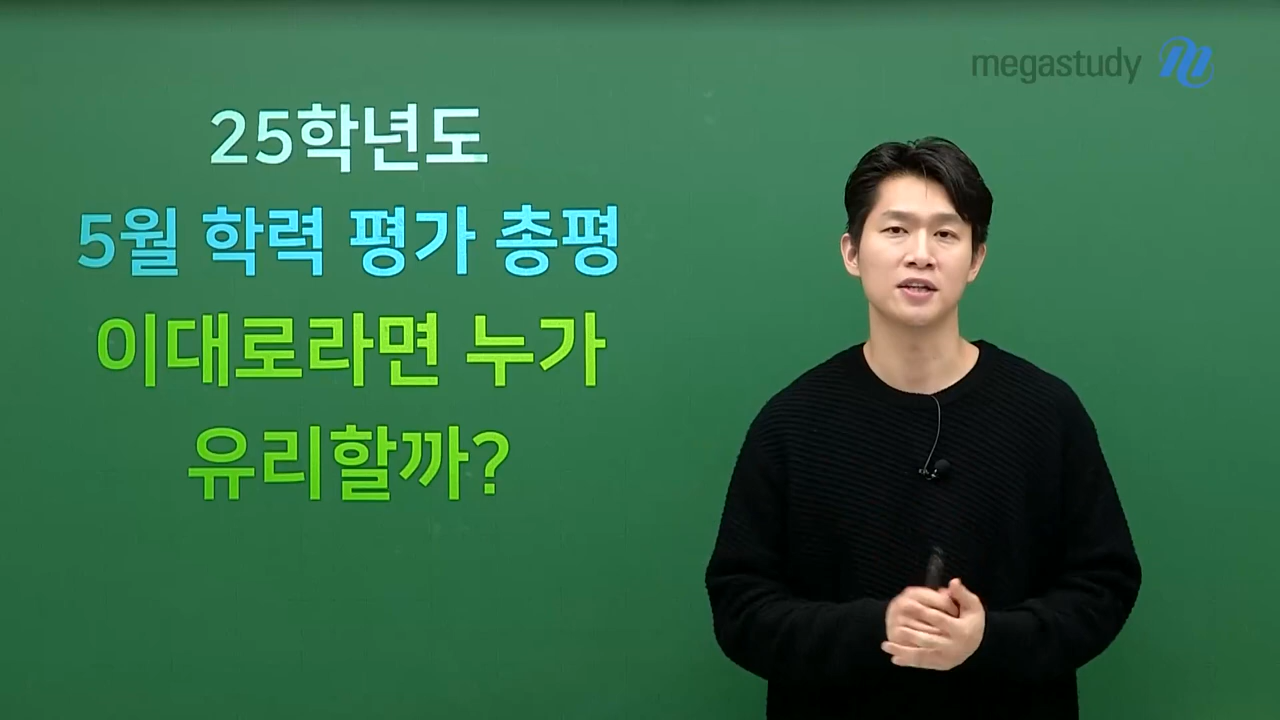 megastudy
25학년도
5월 학력 평가 총평
이대로라면 누가
유리할까?